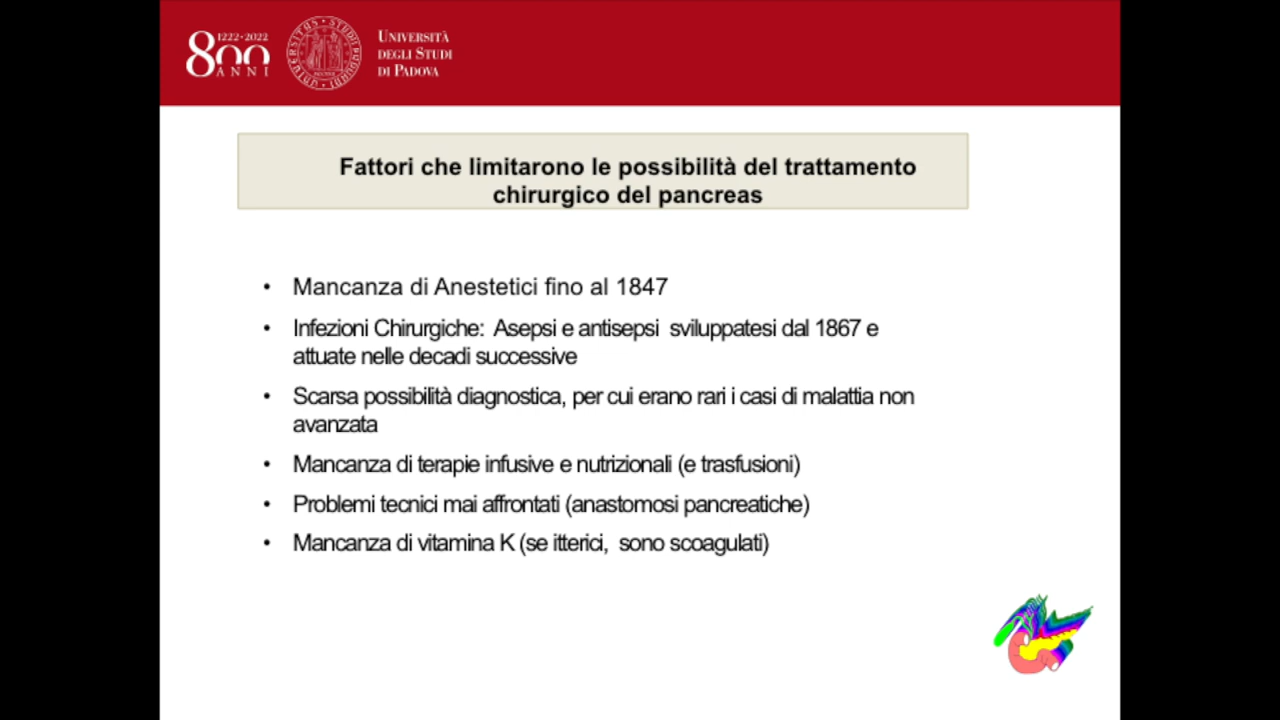 1222·2022
800
ANNI
UNIVERSITÀ
DEGLI STUDI
DI PADOVA
Fattori che limitarono le possibilità del trattamento
chirurgico del pancreas
• Mancanza di Anestetici fino al 1847
• Infezioni Chirurgiche: Asepsi e antisepsi sviluppatesi dal 1867 e
attuate nelle decadi successive
• Scarsa possibilità diagnostica, per cui erano rari i casi di malattia non
avanzata
• Mancanza di terapie infusive e nutrizionali (e trasfusioni)
• Problemi tecnici mai affrontati (anastomosi pancreatiche)
• Mancanza di vitamina K (se itterici, sono scoagulati)